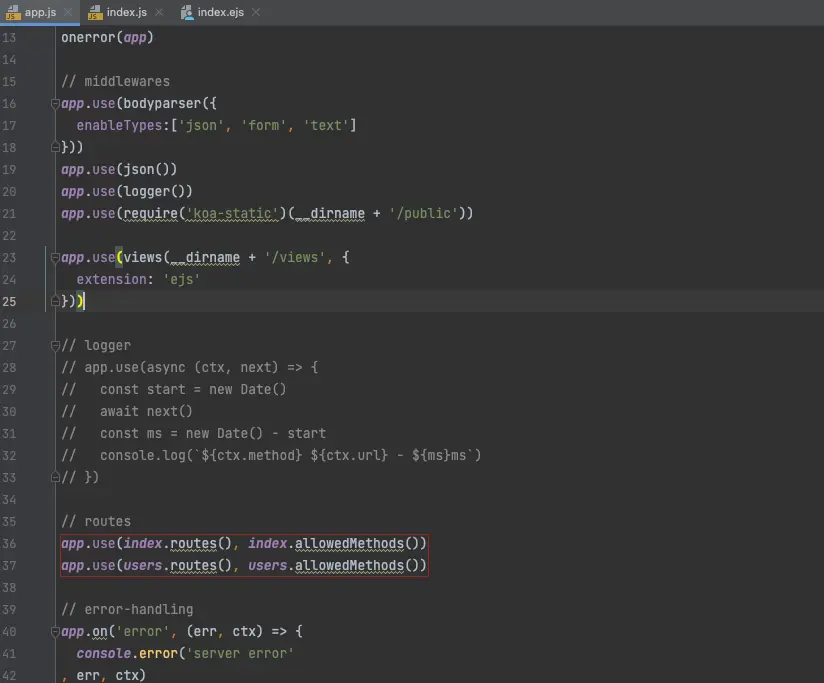 app.js index.js index.ejs
13 onerror(app)
14
15 // middlewares
16 app.use(bodyparser({
17   enableTypes:['json', 'form', 'text']
18 }))
19 app.use(json())
20 app.use(logger())
21 app.use(require('koa-static')(__dirname + '/public'))
22
23 app.use(views(__dirname + '/views', {
24   extension: 'ejs'
25 }))
26
27 // logger
28 // app.use(async (ctx, next) => {
29 //   const start = new Date()
30 //   await next()
31 //   const ms = new Date() - start
32 //   console.log(`${ctx.method} ${ctx.url} - ${ms}ms`)
33 // })
34
35 // routes
36 app.use(index.routes(), index.allowedMethods())
37 app.use(users.routes(), users.allowedMethods())
38
39 // error-handling
40 app.on('error', (err, ctx) => {
41   console.error('server error'
42 , err, ctx)